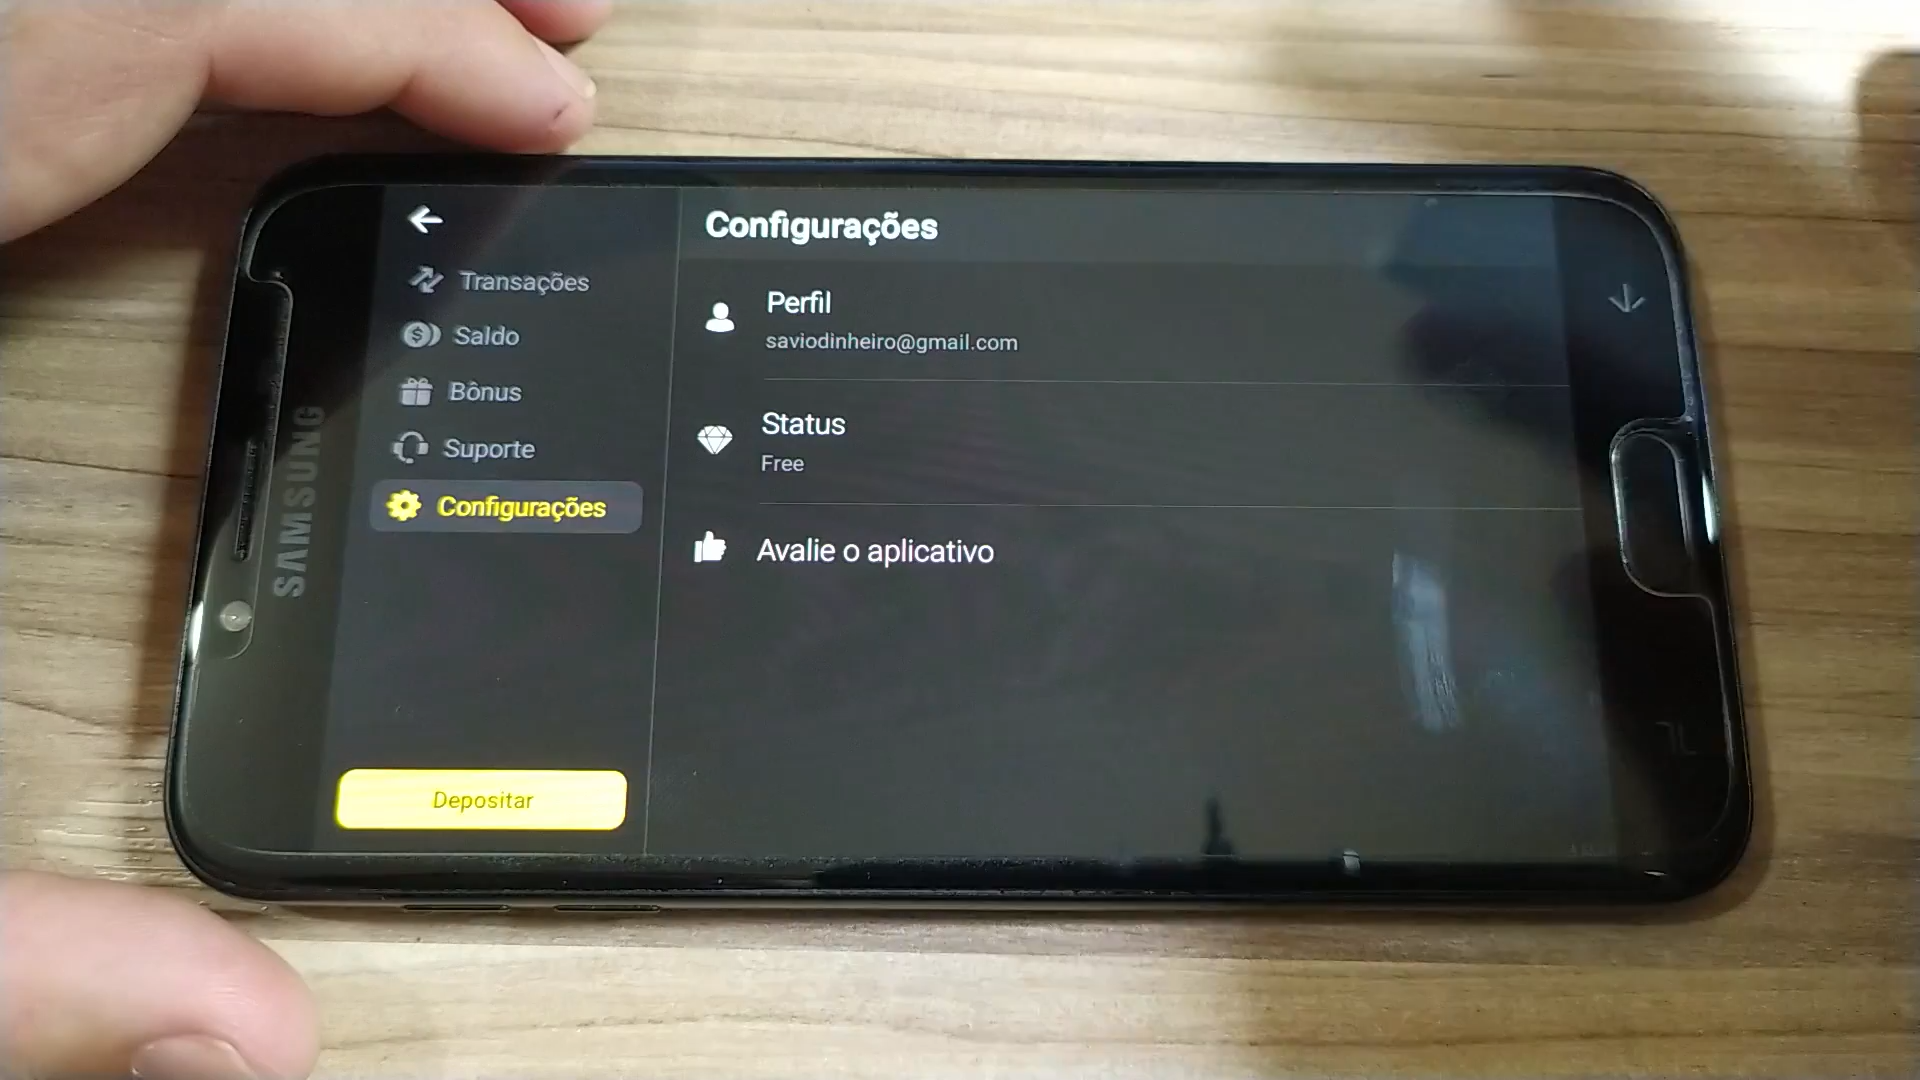 SAMSUNG
Transações
Saldo
Bônus
Suporte
Configurações
Depositar
Configurações
Perfil
saviodinheiro@gmail.com
Status
Free
Avalie o aplicativo